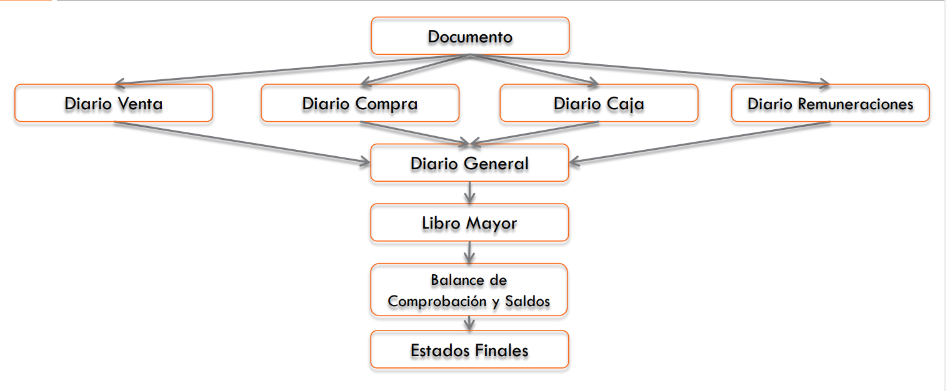 Documento
Diario Venta
Diario Compra
Diario Caja
Diario Remuneraciones
Diario General
Libro Mayor
Balance de
Comprobación y Saldos
Estados Finales